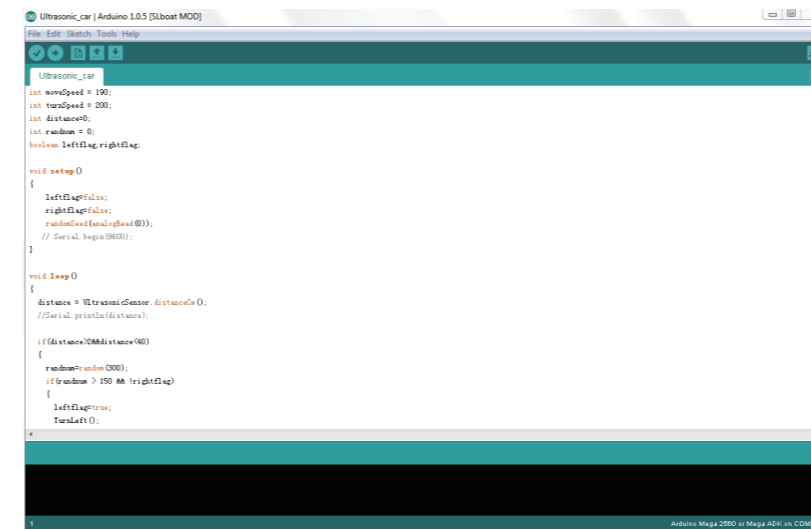 Ultrasonic_car | Arduino 1.0.5 [SLboat MOD]
File Edit Sketch Tools Help
Ultrasonic_car
int moveSpeed = 190;
int turnSpeed = 200;
int distance=0;
int randnum = 0;
boolean leftflag,rightflag;
void setup()
{
leftflag=false;
rightflag=false;
randomSeed(analogRead(0));
// Serial.begin(9600);
}
void loop()
{
distance = UltrasonicSensor.distanceCm();
//Serial.println(distance);
if(distance>2&&distance<40)
{
randnum=random(300);
if(randnum > 150 && !rightflag)
{
leftflag=true;
TurnLeft();
1
Arduino Mega 2560 or Mega ADK on COM